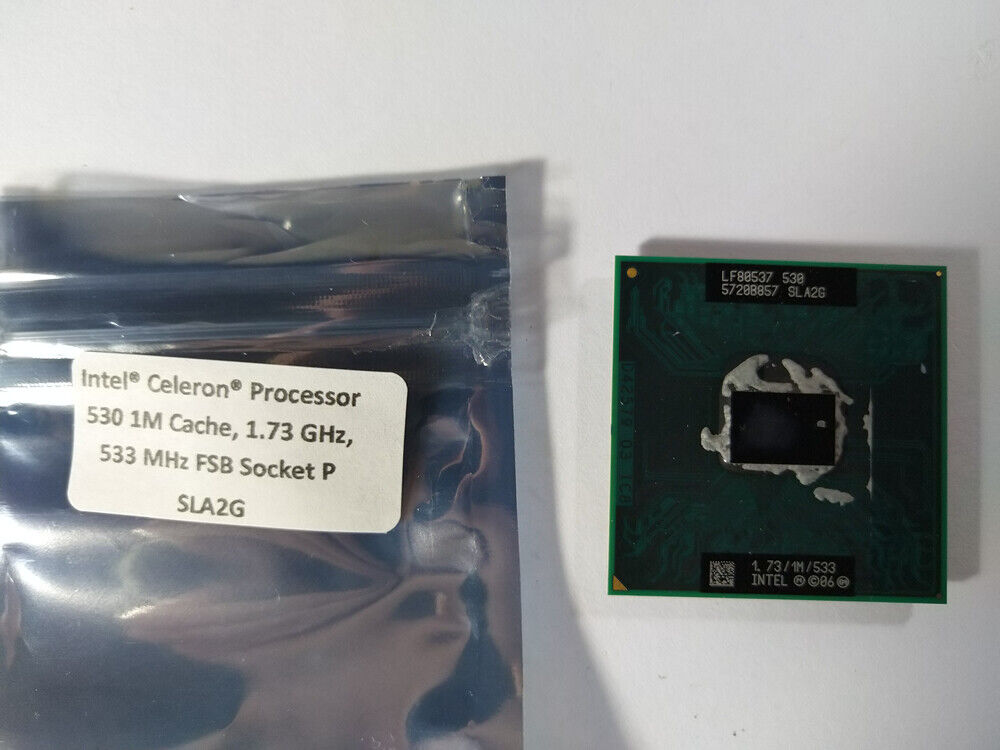 Intel® Celeron® Processor
530 1M Cache, 1.73 GHz,
533 MHz FSB Socket P
SLA2G
LF80537 530
5720B857 SLA2G
1.73/1M/533
INTEL Ⓜ©06